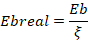 Ebreal = Eb/ξ